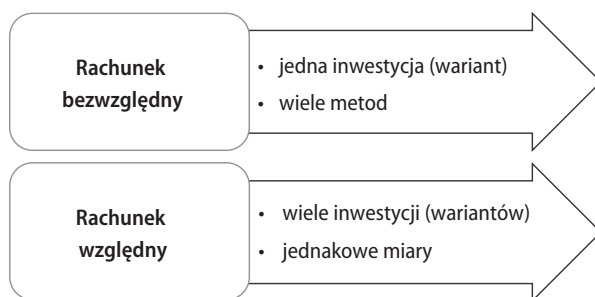 Rachunek
bezwzględny
• jedna inwestycja (wariant)
• wiele metod
Rachunek
względny
• wiele inwestycji (wariantów)
• jednakowe miary